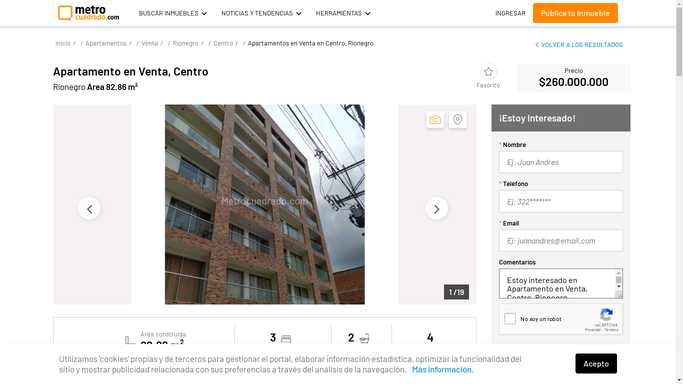 metro
cuadrado.com
BUSCAR INMUEBLES
NOTICIAS Y TENDENCIAS
HERRAMIENTAS
INGRESAR
Publica tu Inmueble
Inicio / / Apartamentos / / Venta / / Rionegro / / Centro / / Apartamentos en Venta en Centro, Rionegro
VOLVER A LOS RESULTADOS
Apartamento en Venta, Centro
Rionegro Area 82.86 m²
Favorito
Precio
$260.000.000
Metrocuadrado.com
1 /19
¡Estoy Interesado!
* Nombre
Ej: Juan Andres
* Telefono
Ej: 322*******
* Email
Ej: juanandres@email.com
Comentarios
Estoy interesado en
Apartamento en Venta,
Centro, Rionegro
No soy un robot
reCAPTCHA
Privacidad - Términos
Área construida
3
2
4
Utilizamos 'cookies' propias y de terceros para gestionar el portal, elaborar información estadística, optimizar la funcionalidad del
sitio y mostrar publicidad relacionada con sus preferencias a través del análisis de la navegación. Más información.
Acepto